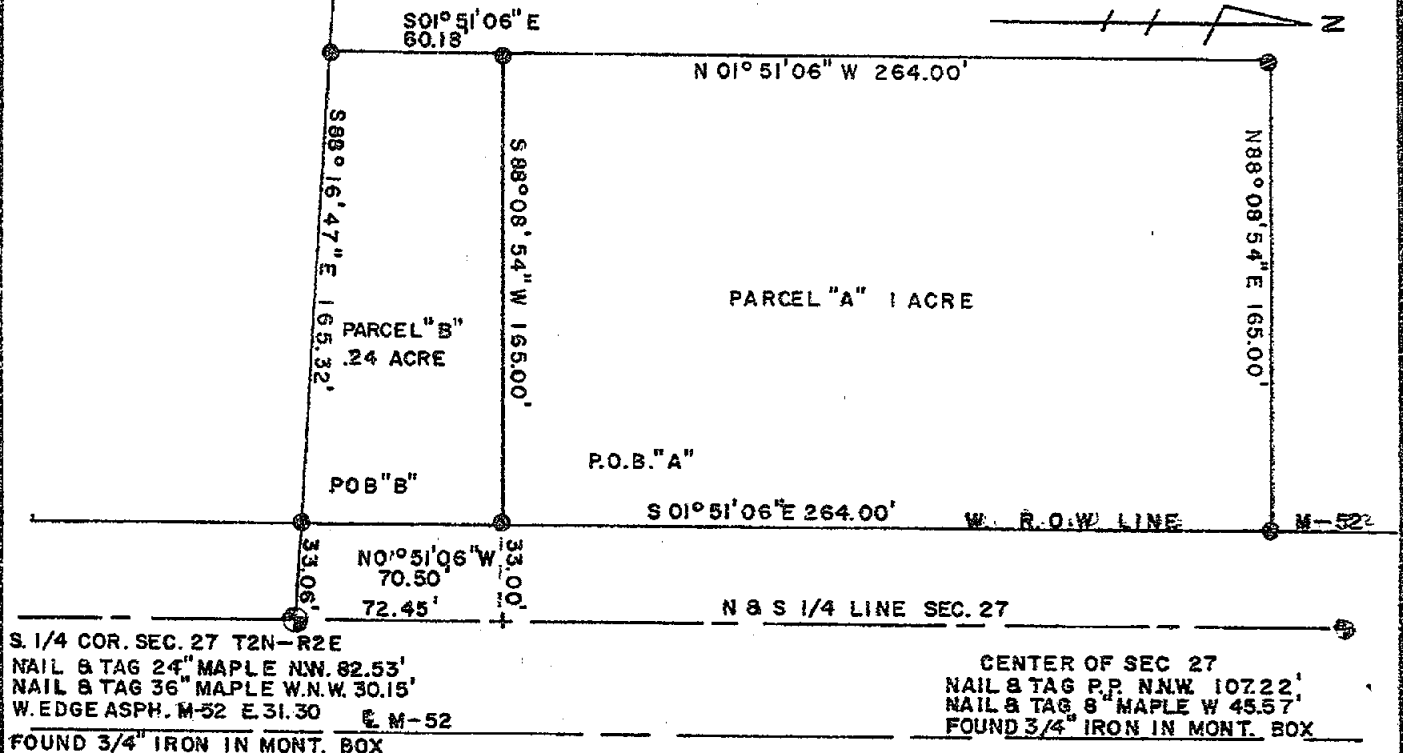 S01° 51'06" E
60.18'
N
N 01° 51'06" W 264.00'
S88° 16' 47" E 165.32'
S 88° 08' 54" W 165.00'
N88° 08' 54" E 165.00'
PARCEL "A" 1 ACRE
PARCEL "B"
.24 ACRE
P.O.B. "A"
POB "B"
S 01° 51' 06" E 264.00'
W. R.O.W. LINE
M-52
33.06'
N01° 51' 06" W
70.50'
33.00'
72.45'
N & S 1/4 LINE SEC. 27
S. 1/4 COR. SEC. 27 T2N-R2E
NAIL & TAG 24" MAPLE N.W. 82.53'
NAIL & TAG 36" MAPLE W.N.W. 30.15'
W. EDGE ASPH. M-52 E 31.30
℄ M-52
FOUND 3/4" IRON IN MONT. BOX
CENTER OF SEC 27
NAIL & TAG P.P. N.N.W. 107.22'
NAIL & TAG 8" MAPLE W 45.57'
FOUND 3/4" IRON IN MONT. BOX